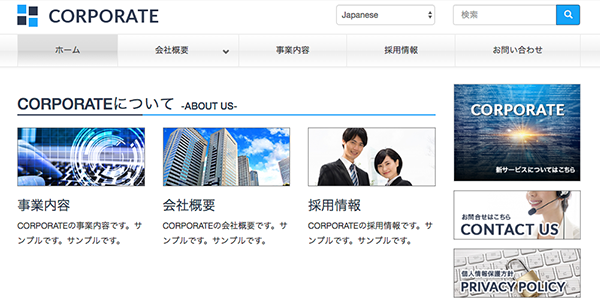 CORPORATE
Japanese
検索
ホーム
会社概要
事業内容
採用情報
お問い合わせ
CORPORATEについて -ABOUT US-
事業内容
CORPORATEの事業内容です。サ
ンプルです。サンプルです。
会社概要
CORPORATEの会社概要です。サ
ンプルです。サンプルです。
採用情報
CORPORATEの採用情報です。サ
ンプルです。サンプルです。
CORPORATE
新サービスについてはこちら
お問合せはこちら
CONTACT US
個人情報保護方針
PRIVACY POLICY